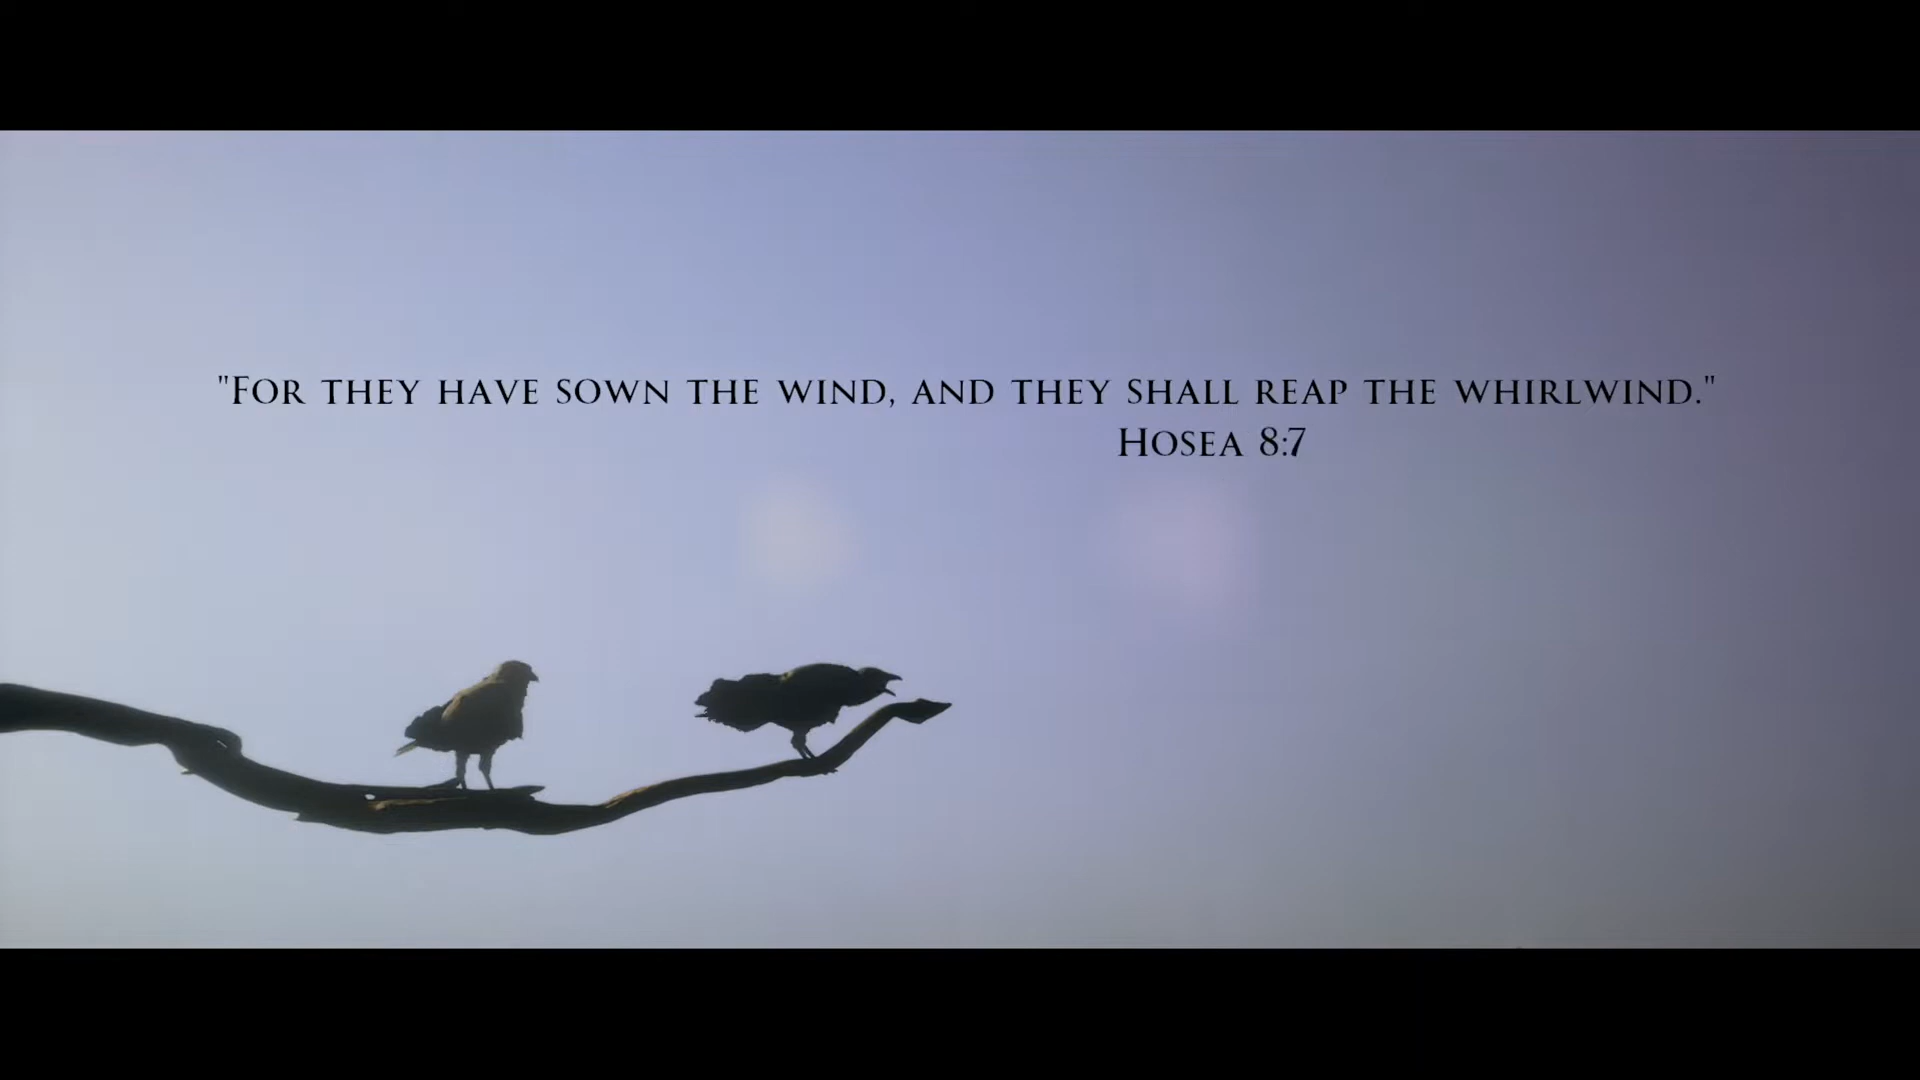 "For they have sown the wind, and they shall reap the whirlwind."
Hosea 8:7